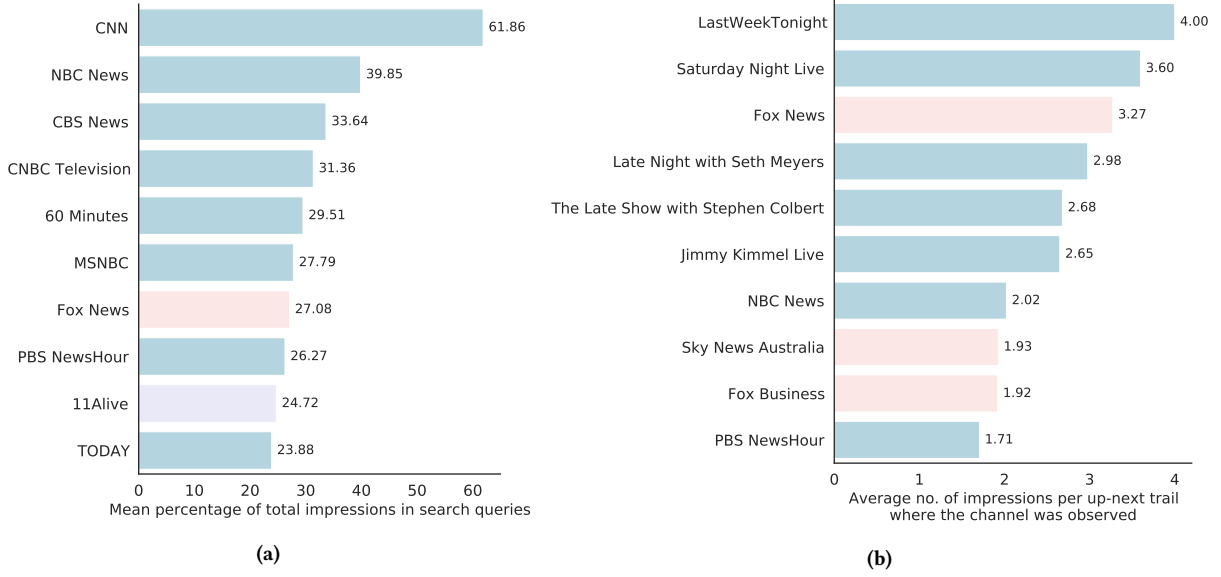 CNN 61.86
NBC News 39.85
CBS News 33.64
CNBC Television 31.36
60 Minutes 29.51
MSNBC 27.79
Fox News 27.08
PBS NewsHour 26.27
11Alive 24.72
TODAY 23.88
0 10 20 30 40 50 60
Mean percentage of total impressions in search queries
(a)
LastWeekTonight 4.00
Saturday Night Live 3.60
Fox News 3.27
Late Night with Seth Meyers 2.98
The Late Show with Stephen Colbert 2.68
Jimmy Kimmel Live 2.65
NBC News 2.02
Sky News Australia 1.93
Fox Business 1.92
PBS NewsHour 1.71
0 1 2 3 4
Average no. of impressions per up-next trail
where the channel was observed
(b)